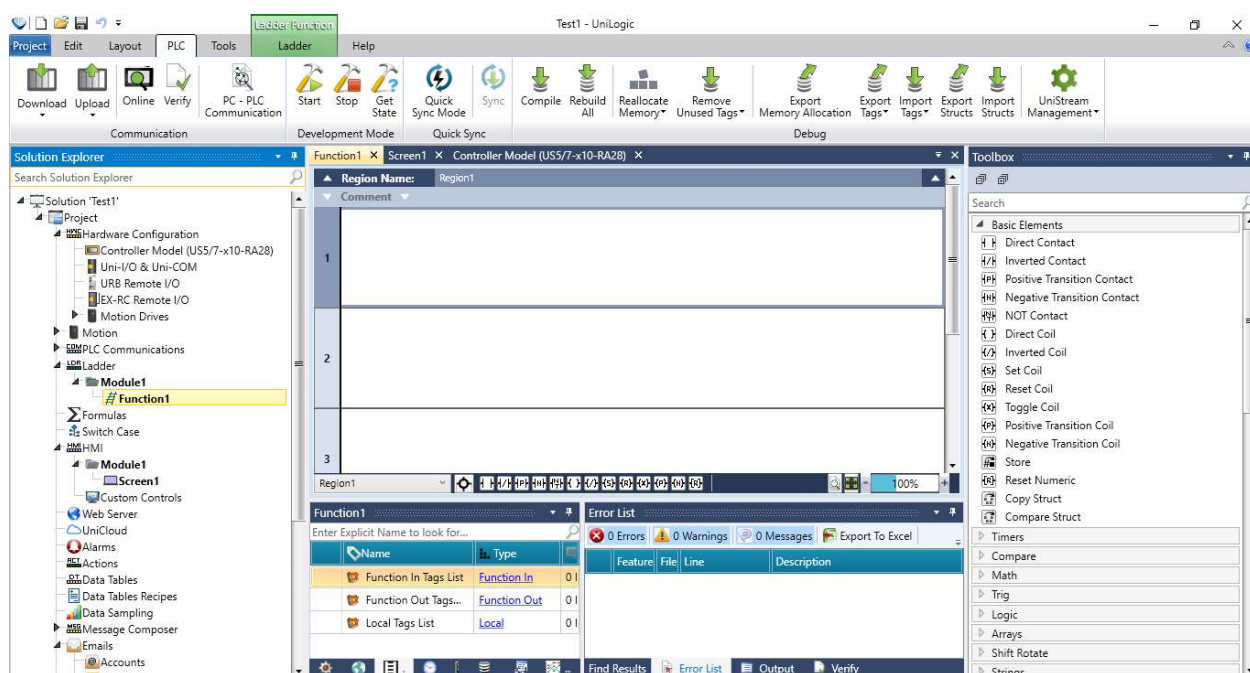 Ladder Function
Test1 - UniLogic
Project Edit Layout PLC Tools Ladder Help
Download Upload Online Verify PC - PLC Communication
Start Stop Get State
Quick Sync Mode Sync
Compile Rebuild All Reallocate Memory Remove Unused Tags Export Memory Allocation Export Tags Import Tags Export Structs Import Structs UniStream Management
Communication Development Mode Quick Sync Debug
Solution Explorer
Search Solution Explorer
Solution 'Test1'
Project
Hardware Configuration
Controller Model (US5/7-x10-RA28)
Uni-I/O & Uni-COM
URB Remote I/O
EX-RC Remote I/O
Motion Drives
Motion
PLC Communications
LDR Ladder
Module1
Function1
Formulas
Switch Case
HMI HMI
Module1
Screen1
Custom Controls
Web Server
UniCloud
Alarms
ACT Actions
Data Tables
Data Tables Recipes
Data Sampling
MSG Message Composer
Emails
Accounts
Function1 Screen1 Controller Model (US5/7-x10-RA28)
Region Name: Region1
Comment
1
2
3
Region1 100%
Function1
Enter Explicit Name to look for...
Name Type
Function In Tags List Function In 0
Function Out Tags... Function Out 0
Local Tags List Local 0
Error List
0 Errors 0 Warnings 0 Messages Export To Excel
Feature File Line Description
Find Results Error List Output Verify
Toolbox
Search
Basic Elements
Direct Contact
Inverted Contact
Positive Transition Contact
Negative Transition Contact
NOT Contact
Direct Coil
Inverted Coil
Set Coil
Reset Coil
Toggle Coil
Positive Transition Coil
Negative Transition Coil
Store
Reset Numeric
Copy Struct
Compare Struct
Timers
Compare
Math
Trig
Logic
Arrays
Shift Rotate
Strings